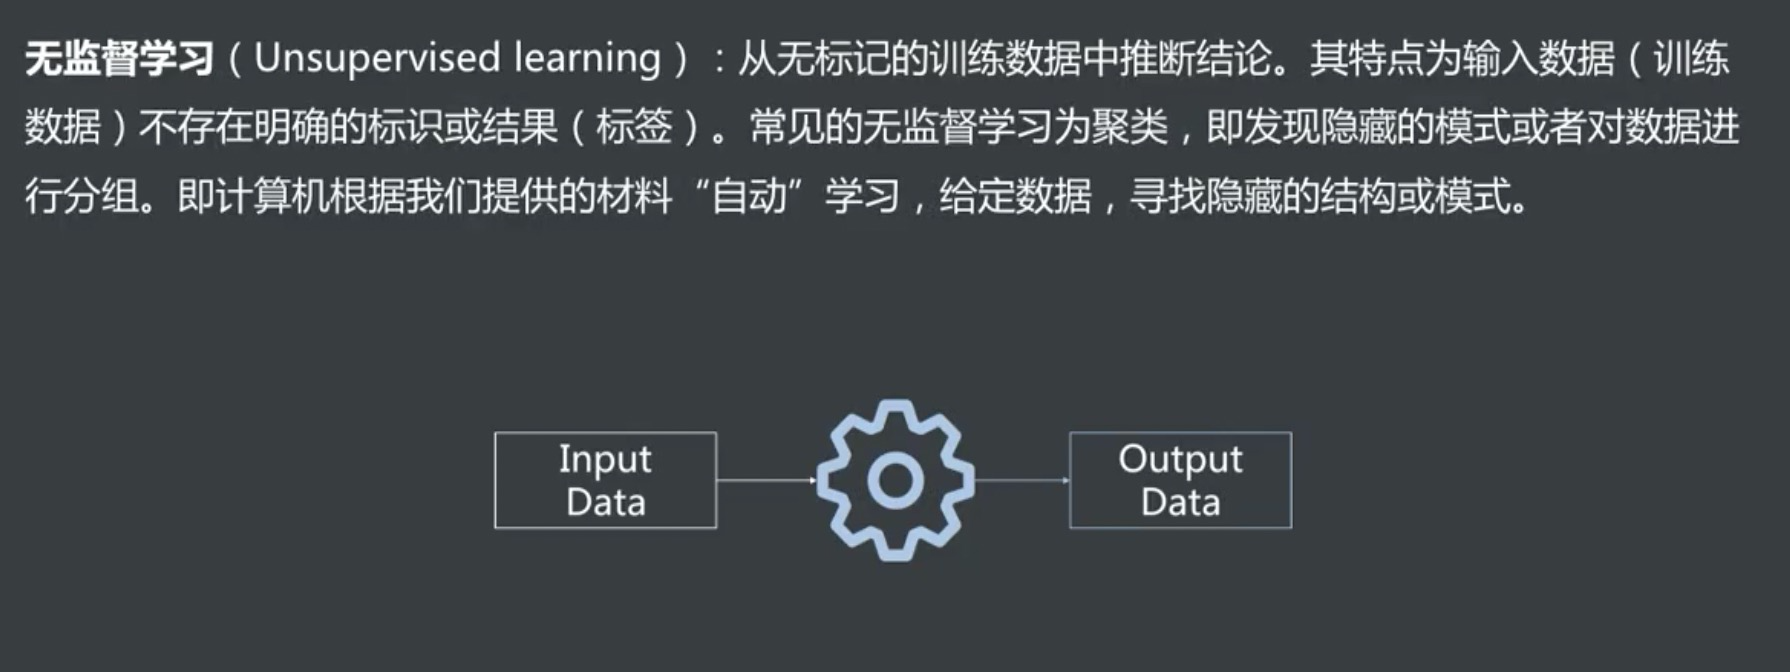 无监督学习（Unsupervised learning）：从无标记的训练数据中推断结论。其特点为输入数据（训练
数据）不存在明确的标识或结果（标签）。常见的无监督学习为聚类，即发现隐藏的模式或者对数据进
行分组。即计算机根据我们提供的材料“自动”学习，给定数据，寻找隐藏的结构或模式。
Input
Data
Output
Data